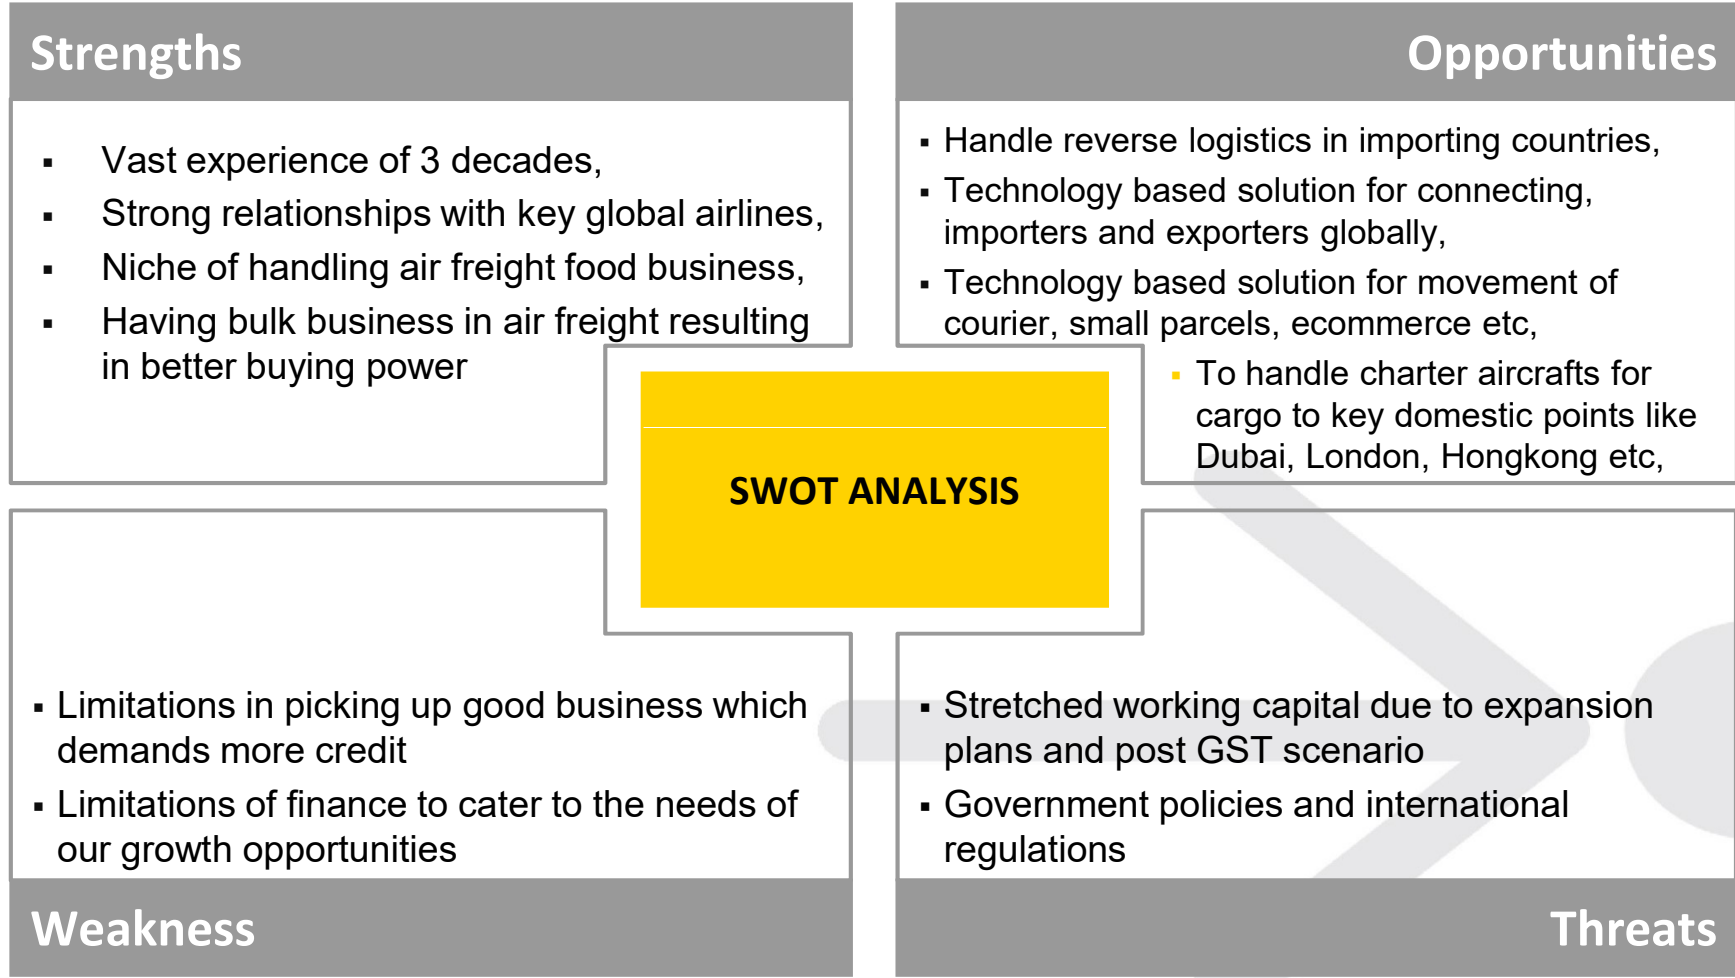 Strengths
▪ Vast experience of 3 decades,
▪ Strong relationships with key global airlines,
▪ Niche of handling air freight food business,
▪ Having bulk business in air freight resulting
in better buying power
Opportunities
▪ Handle reverse logistics in importing countries,
▪ Technology based solution for connecting,
importers and exporters globally,
▪ Technology based solution for movement of
courier, small parcels, ecommerce etc,
▪ To handle charter aircrafts for
cargo to key domestic points like
Dubai, London, Hongkong etc,
SWOT ANALYSIS
▪ Limitations in picking up good business which
demands more credit
▪ Limitations of finance to cater to the needs of
our growth opportunities
Weakness
▪ Stretched working capital due to expansion
plans and post GST scenario
▪ Government policies and international
regulations
Threats